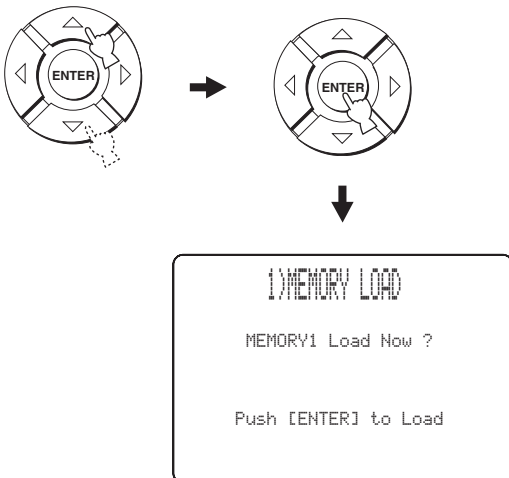 ENTER
ENTER
1)MEMORY LOAD
MEMORY1 Load Now ?
Push [ENTER] to Load